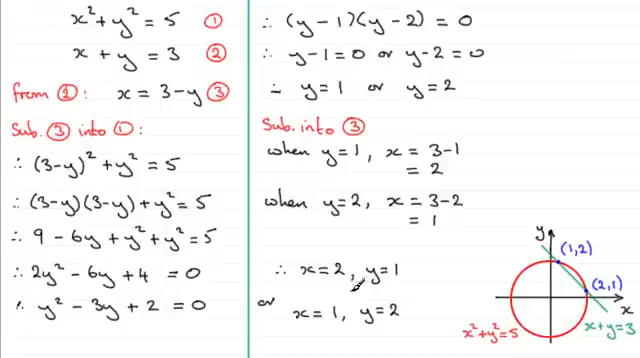 x² + y² = 5 ①
x + y = 3 ②
from ②: x = 3 - y ③
Sub. ③ into ①:
∴ (3-y)² + y² = 5
∴ (3-y)(3-y) + y² = 5
∴ 9 - 6y + y² + y² = 5
∴ 2y² - 6y + 4 = 0
∴ y² - 3y + 2 = 0
∴ (y-1)(y-2) = 0
∴ y-1=0 or y-2=0
∴ y=1 or y=2
Sub. into ③
when y=1, x = 3-1
= 2
when y=2, x = 3-2
= 1
∴ x=2, y=1
or
x=1, y=2
y
(1,2)
(2,1)
x
x²+y²=5
x+y=3